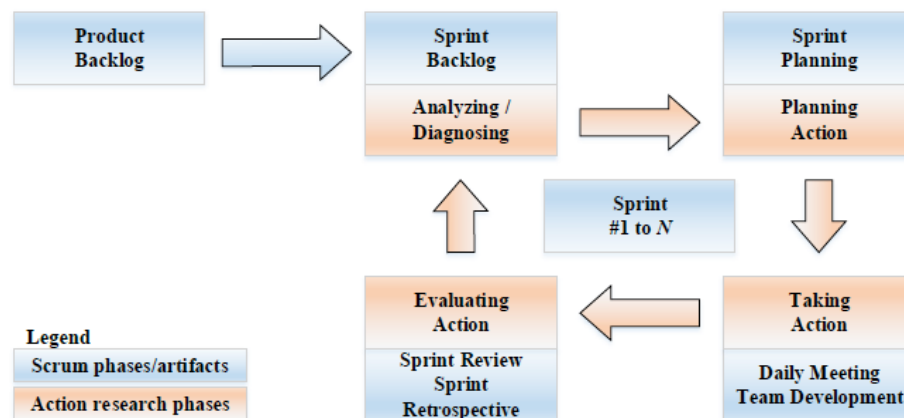 Product
Backlog
Sprint
Backlog
Analyzing /
Diagnosing
Sprint
Planning
Planning
Action
Sprint
#1 to N
Evaluating
Action
Sprint Review
Sprint
Retrospective
Taking
Action
Daily Meeting
Team Development
Legend
Scrum phases/artifacts
Action research phases